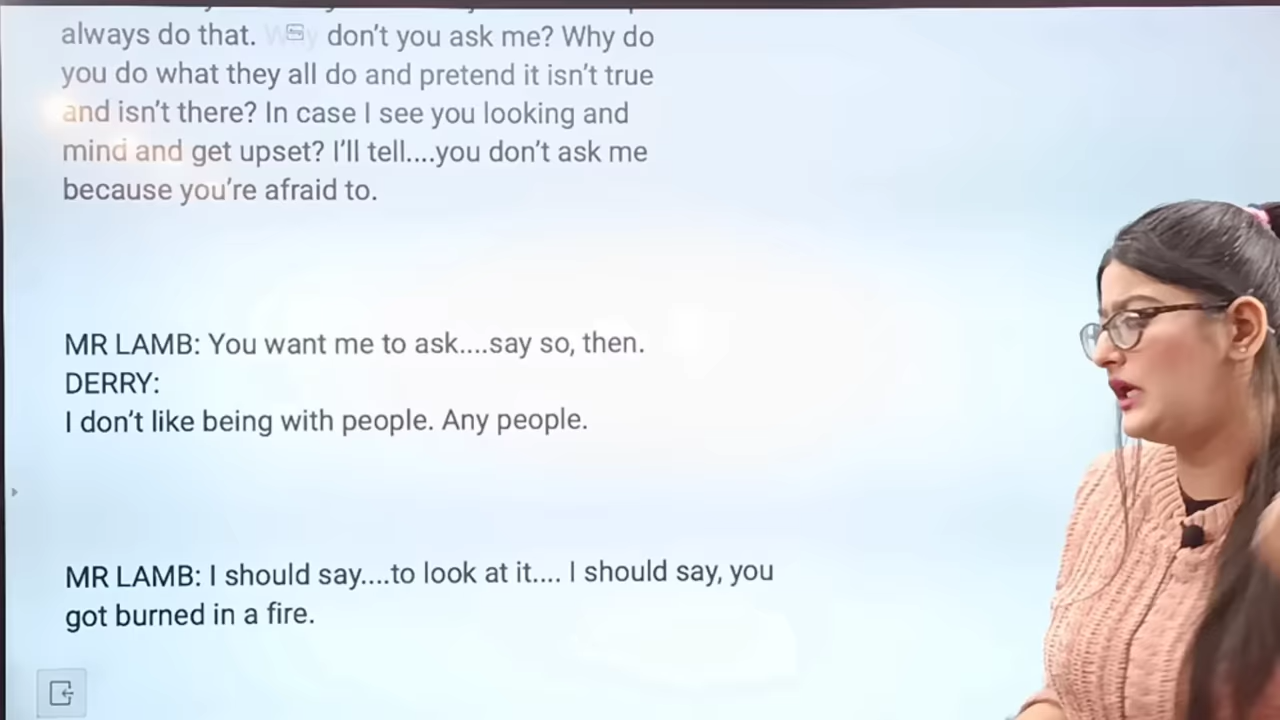 always do that. Why don't you ask me? Why do
you do what they all do and pretend it isn't true
and isn't there? In case I see you looking and
mind and get upset? I'll tell....you don't ask me
because you're afraid to.
MR LAMB: You want me to ask....say so, then.
DERRY:
I don't like being with people. Any people.
MR LAMB: I should say....to look at it.... I should say, you
got burned in a fire.